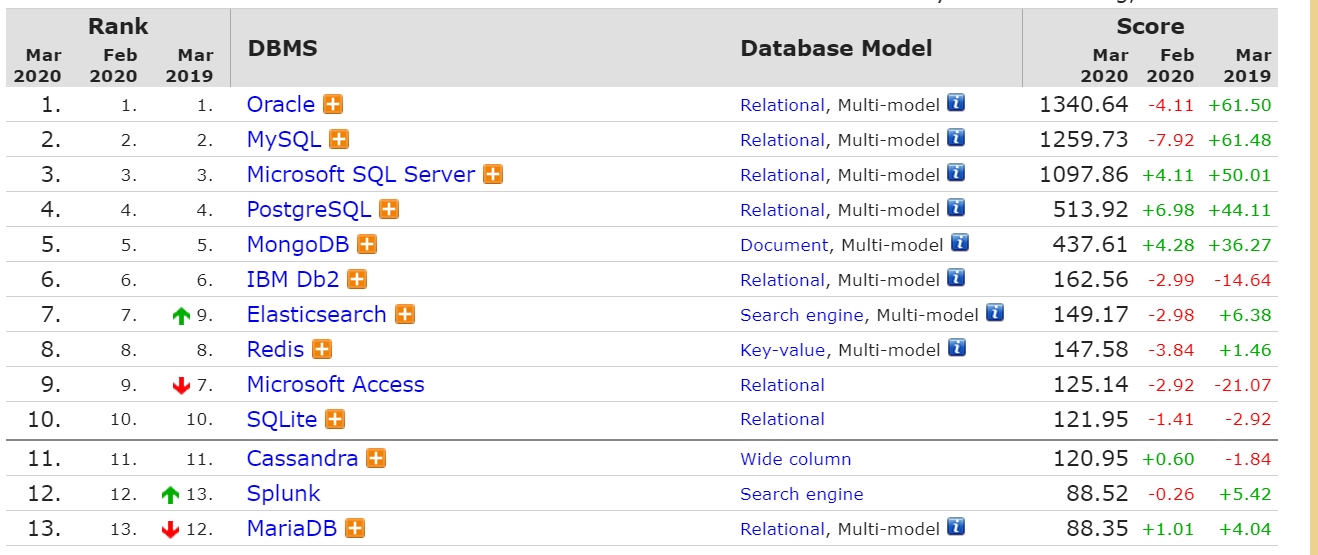 Rank Score
DBMS Database Model
Mar Feb Mar Mar Feb Mar
2020 2020 2019 2020 2020 2019
1. 1. 1. Oracle Relational, Multi-model 1340.64 -4.11 +61.50
2. 2. 2. MySQL Relational, Multi-model 1259.73 -7.92 +61.48
3. 3. 3. Microsoft SQL Server Relational, Multi-model 1097.86 +4.11 +50.01
4. 4. 4. PostgreSQL Relational, Multi-model 513.92 +6.98 +44.11
5. 5. 5. MongoDB Document, Multi-model 437.61 +4.28 +36.27
6. 6. 6. IBM Db2 Relational, Multi-model 162.56 -2.99 -14.64
7. 7. 9. Elasticsearch Search engine, Multi-model 149.17 -2.98 +6.38
8. 8. 8. Redis Key-value, Multi-model 147.58 -3.84 +1.46
9. 9. 7. Microsoft Access Relational 125.14 -2.92 -21.07
10. 10. 10. SQLite Relational 121.95 -1.41 -2.92
11. 11. 11. Cassandra Wide column 120.95 +0.60 -1.84
12. 12. 13. Splunk Search engine 88.52 -0.26 +5.42
13. 13. 12. MariaDB Relational, Multi-model 88.35 +1.01 +4.04